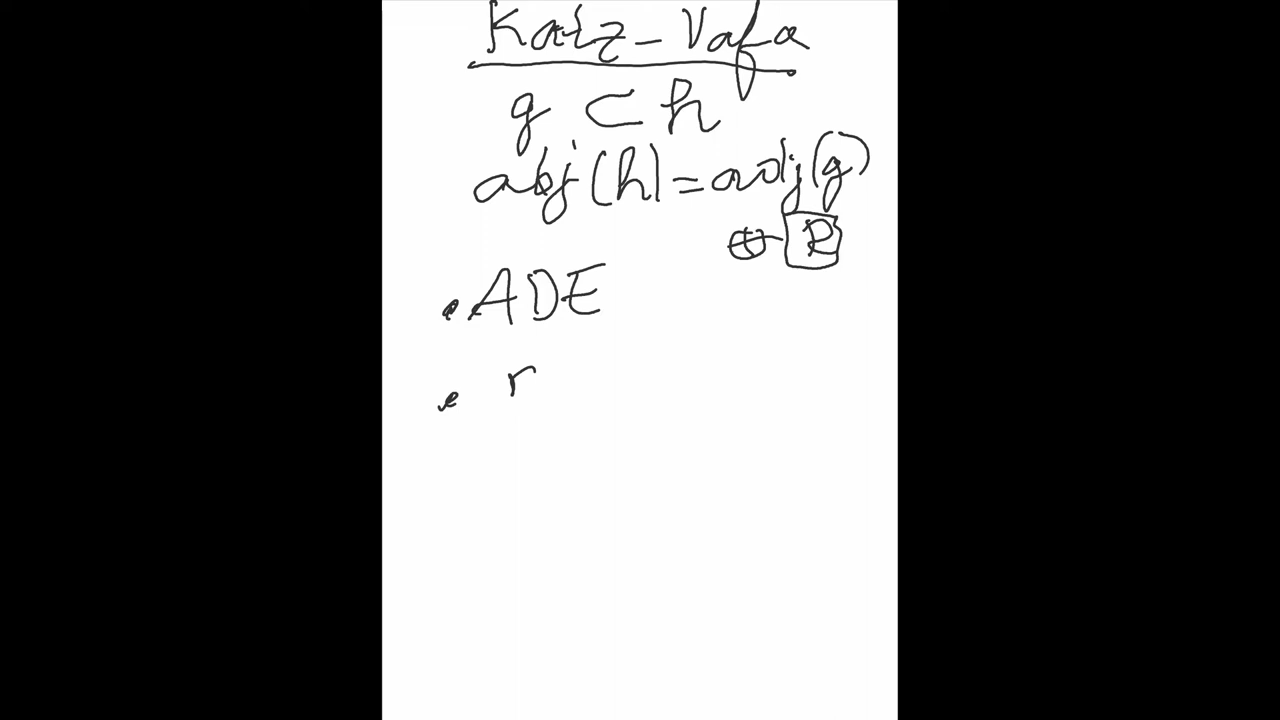 Katz - Vafa
g ⊂ h
adj(h) = adj(g)
⊕ R
• ADE
• r